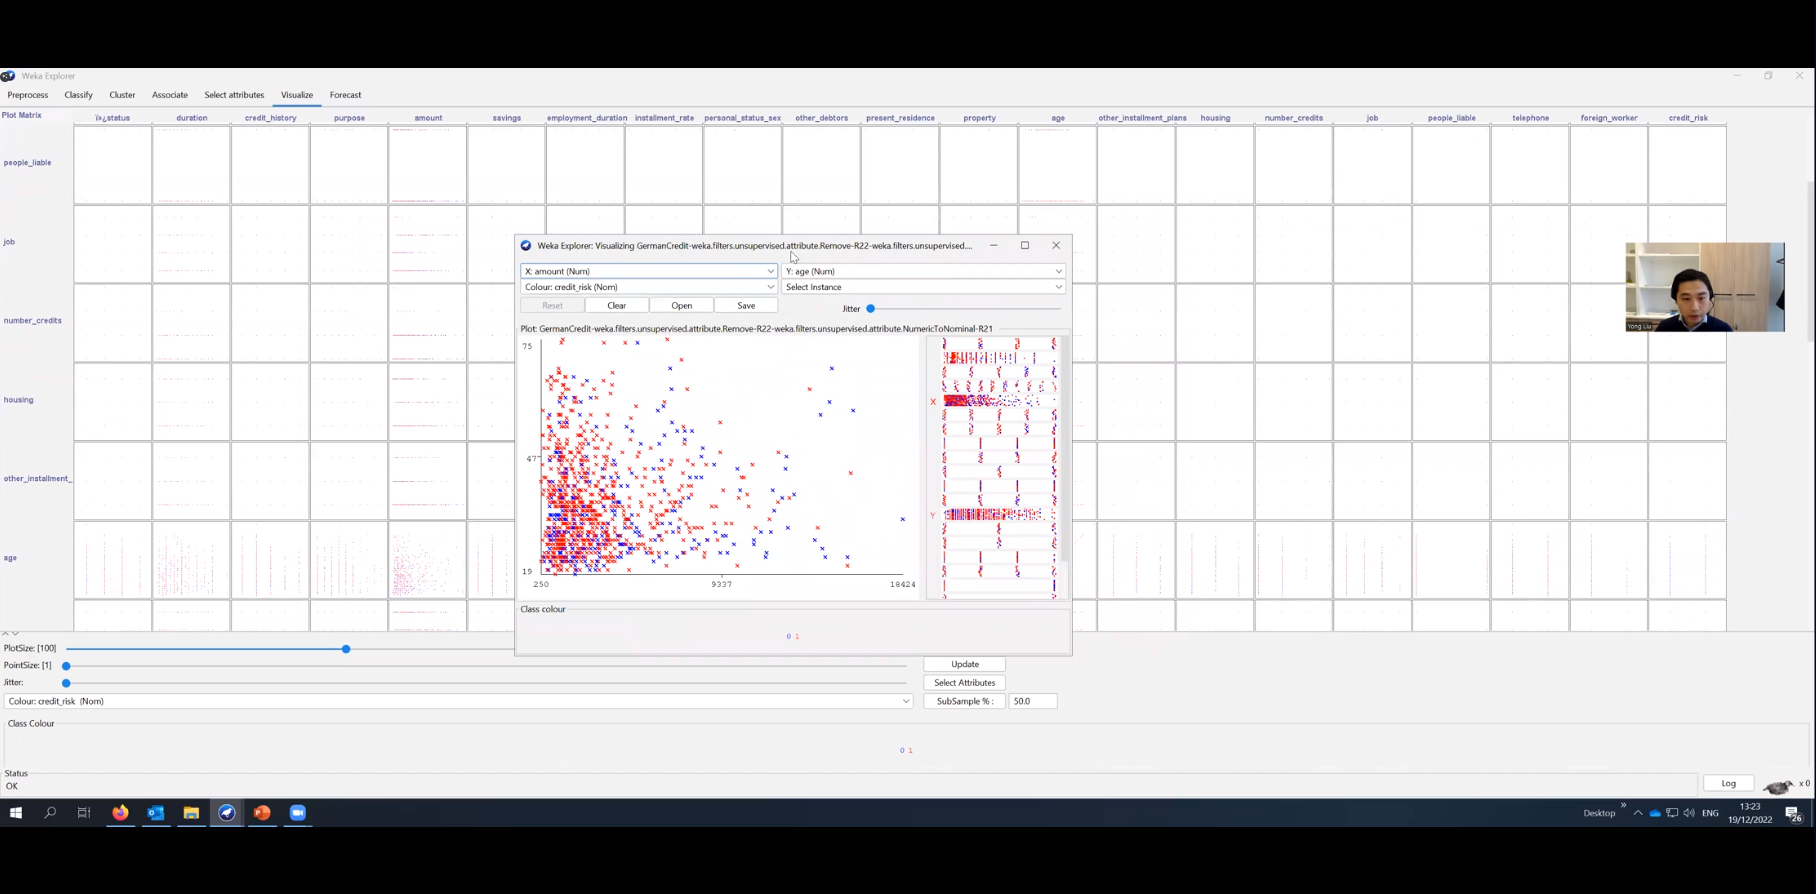 Weka Explorer
Preprocess Classify Cluster Associate Select attributes Visualize Forecast
Plot Matrix ï»¿status duration credit_history purpose amount savings employment_duration installment_rate personal_status_sex other_debtors present_residence property age other_installment_plans housing number_credits job people_liable telephone foreign_worker credit_risk
people_liable
job
number_credits
housing
other_installment_
age
Weka Explorer: Visualizing GermanCredit-weka.filters.unsupervised.attribute.Remove-R22-weka.filters.unsupervised....
X: amount (Num) Y: age (Num)
Colour: credit_risk (Nom) Select Instance
Reset Clear Open Save Jitter
Plot: GermanCredit-weka.filters.unsupervised.attribute.Remove-R22-weka.filters.unsupervised.attribute.NumericToNominal-R21
75
X
47
Y
19
250 9337 18424
Class colour
0 1
Yong Liu
PlotSize: [100]
PointSize: [1] Update
Jitter: Select Attributes
Colour: credit_risk (Nom) SubSample % : 50.0
Class Colour
0 1
Status
OK Log x 0
Desktop » ENG 13:23
19/12/2022 26